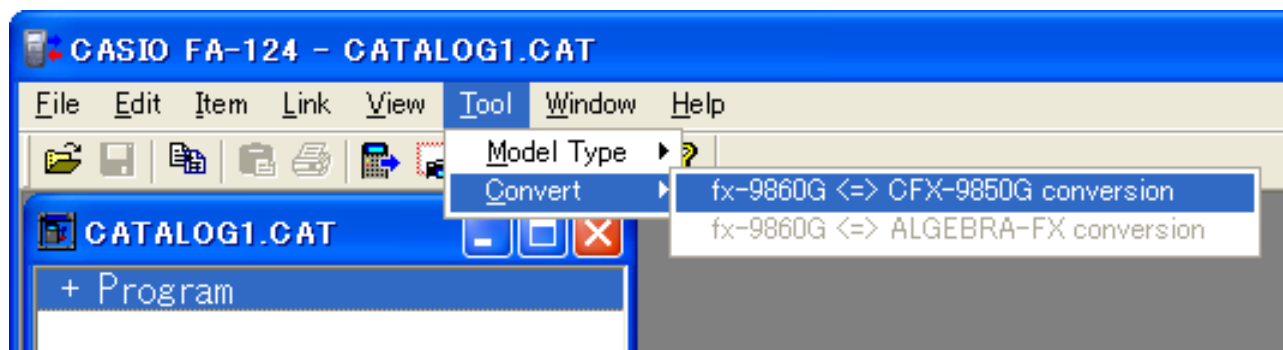 CASIO FA-124 - CATALOG1.CAT
File Edit Item Link View Tool Window Help
Model Type
Convert
fx-9860G <=> CFX-9850G conversion
fx-9860G <=> ALGEBRA-FX conversion
CATALOG1.CAT
+ Program